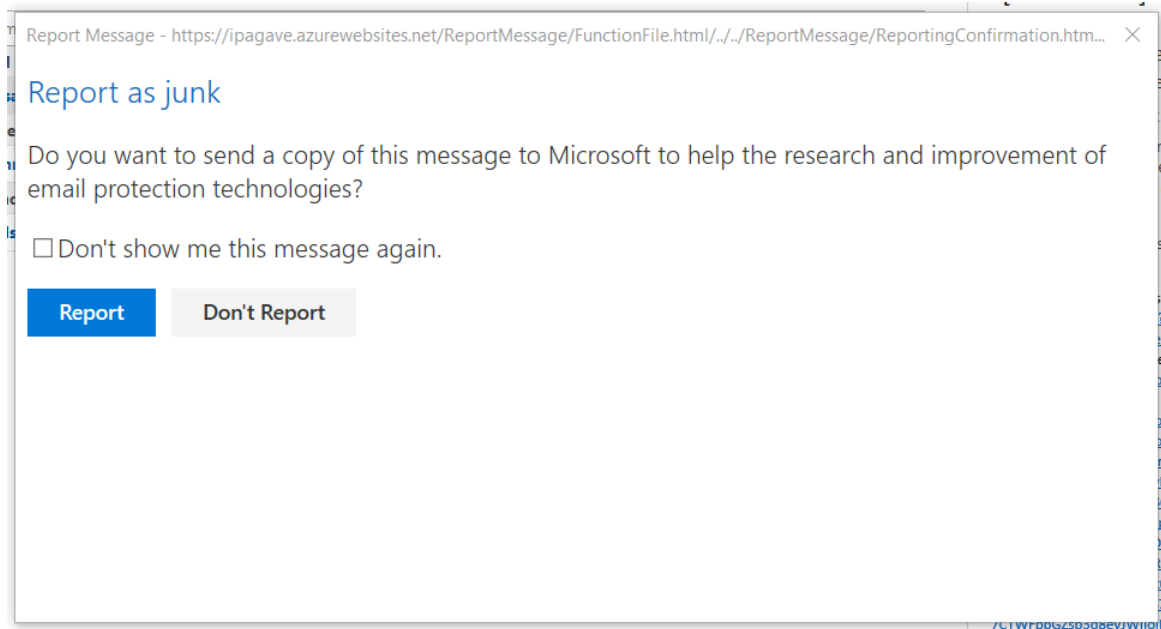 Report Message - https://ipagave.azurewebsites.net/ReportMessage/FunctionFile.html/../../ReportMessage/ReportingConfirmation.htm...
Report as junk
Do you want to send a copy of this message to Microsoft to help the research and improvement of
email protection technologies?
Don't show me this message again.
Report
Don't Report